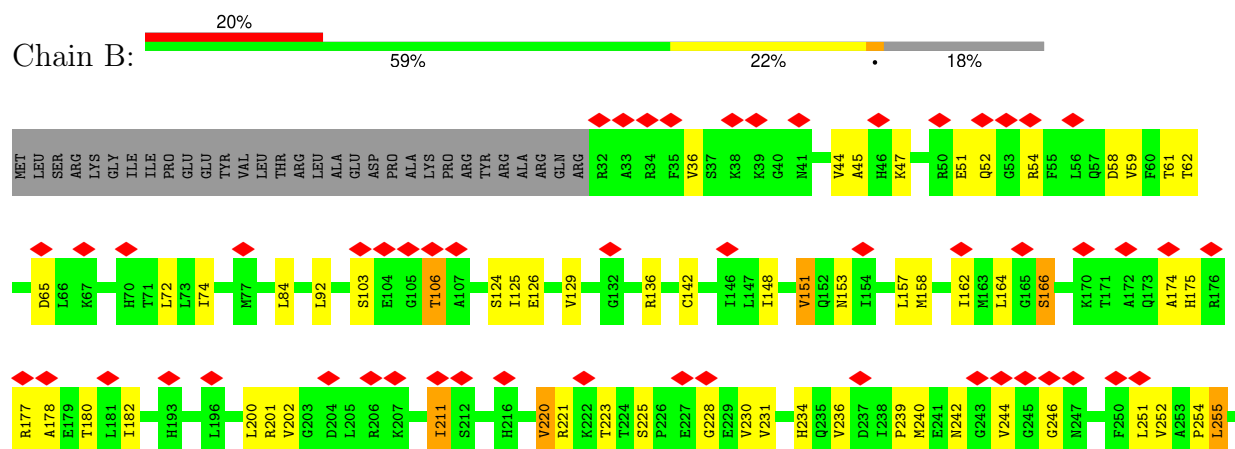 20%
Chain B:
59% 22% • 18%
MET LEU SER ARG LYS GLY ILE ILE PRO GLU GLU TYR VAL LEU THR ARG LEU ALA GLU ASP PRO ALA LYS PRO ARG TYR ARG ALA ARG GLN ARG R32 A33 R34 F35 V36 S37 K38 K39 G40 N41 V44 A45 H46 K47 R50 E51 Q52 G53 R54 F55 L56 Q57 D58 V59 F60 T61 T62
D65 L66 K67 H70 T71 L72 L73 I74 M77 L84 L92 S103 E104 G105 T106 A107 S124 I125 E126 V129 G132 R136 C142 I146 L147 I148 V151 Q152 N153 I154 L157 M158 I162 M163 L164 G165 S166 K170 T171 A172 Q173 A174 H175 R176
R177 A178 E179 T180 L181 I182 H193 L196 L200 R201 V202 G203 D204 L205 R206 K207 I211 S212 H216 V220 R221 K222 T223 T224 S225 P226 E227 G228 E229 V230 V231 H234 Q235 V236 D237 I238 P239 M240 E241 N242 G243 V244 G245 G246 N247 F250 L251 V252 A253 P254 L255